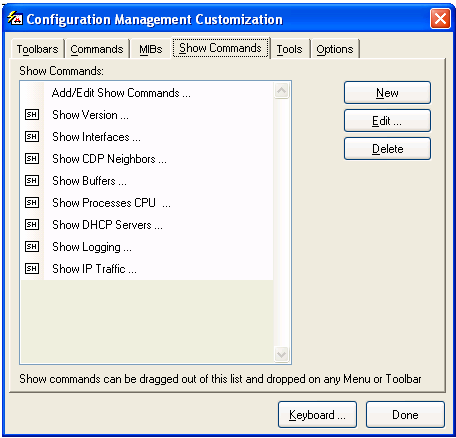 Configuration Management Customization
Toolbars Commands MIBs Show Commands Tools Options
Show Commands:
Add/Edit Show Commands ...
SH Show Version ...
SH Show Interfaces ...
SH Show CDP Neighbors ...
SH Show Buffers ...
SH Show Processes CPU ...
SH Show DHCP Servers ...
SH Show Logging ...
SH Show IP Traffic ...
New
Edit ...
Delete
Show commands can be dragged out of this list and dropped on any Menu or Toolbar
Keyboard ... Done